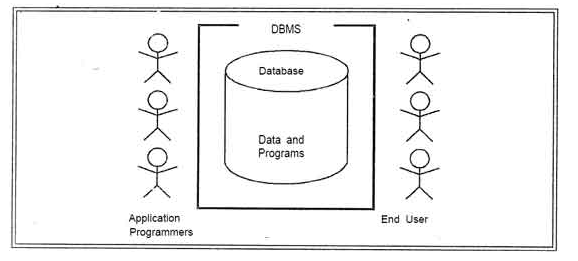 DBMS
Database
Data and
Programs
Application
Programmers
End User